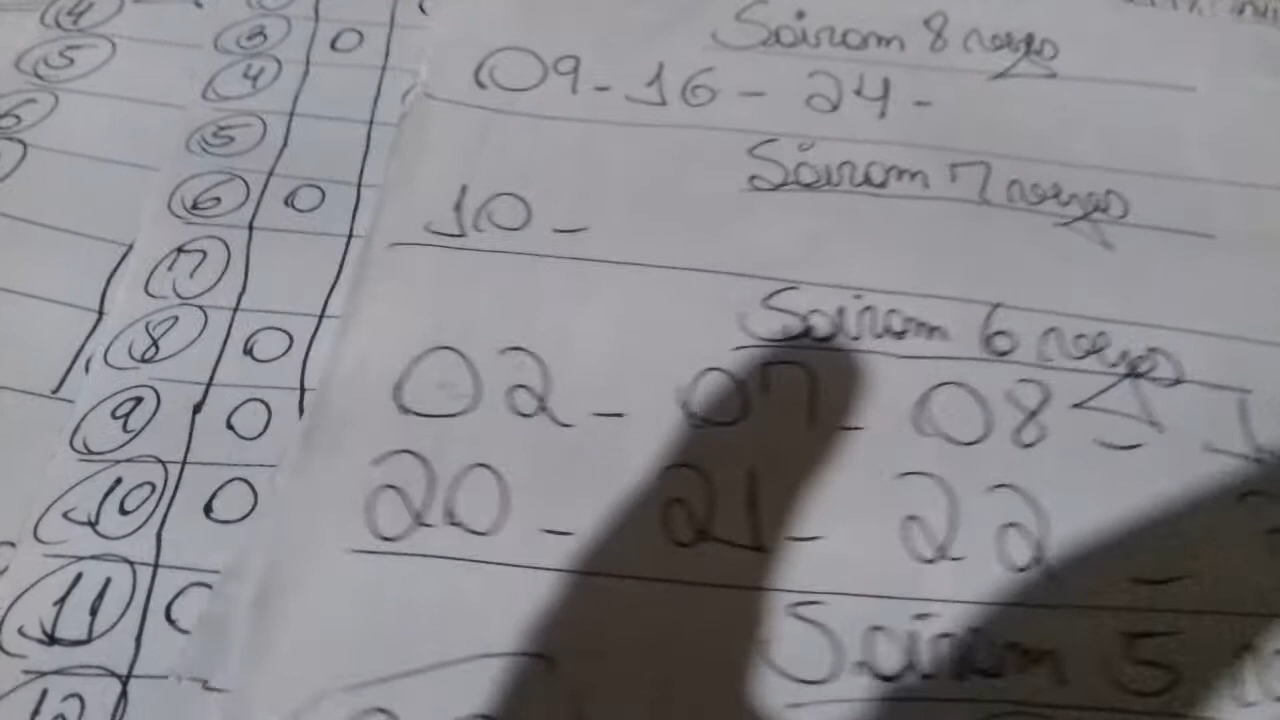 Sairam 8 vezes
09 - 16 - 24 -
Sairam 7 vezes
10 -
Sairam 6 vezes
02 - 07 - 08 -
20 - 21 - 22 -
Sairam 5
4
5
6
3 0
4
5
6 0
7
8 0
9 0
10 0
11
12